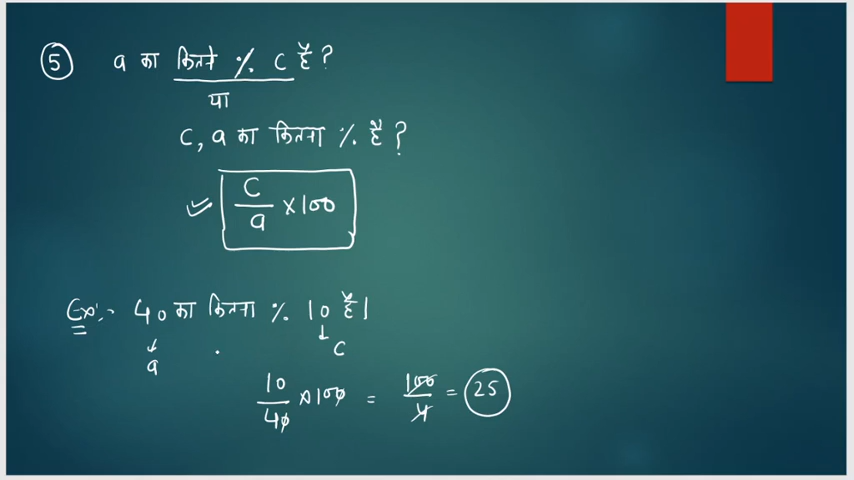 5 a का कितने % C है?
या
C, a का कितना % है?
C/a × 100
Ex:- 40 का कितना % 10 है।
a C
10/40 × 100 = 100/4 = 25